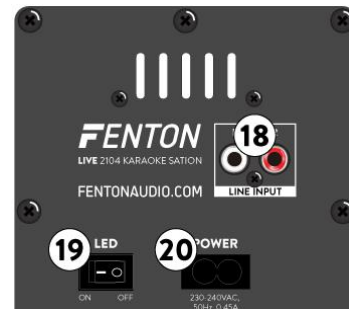 18
FENTON
LIVE 2104 KARAOKE SATION
FENTONAUDIO.COM
LINE INPUT
19
LED
20
POWER
ON OFF
230-240VAC,
50Hz, 0.45A